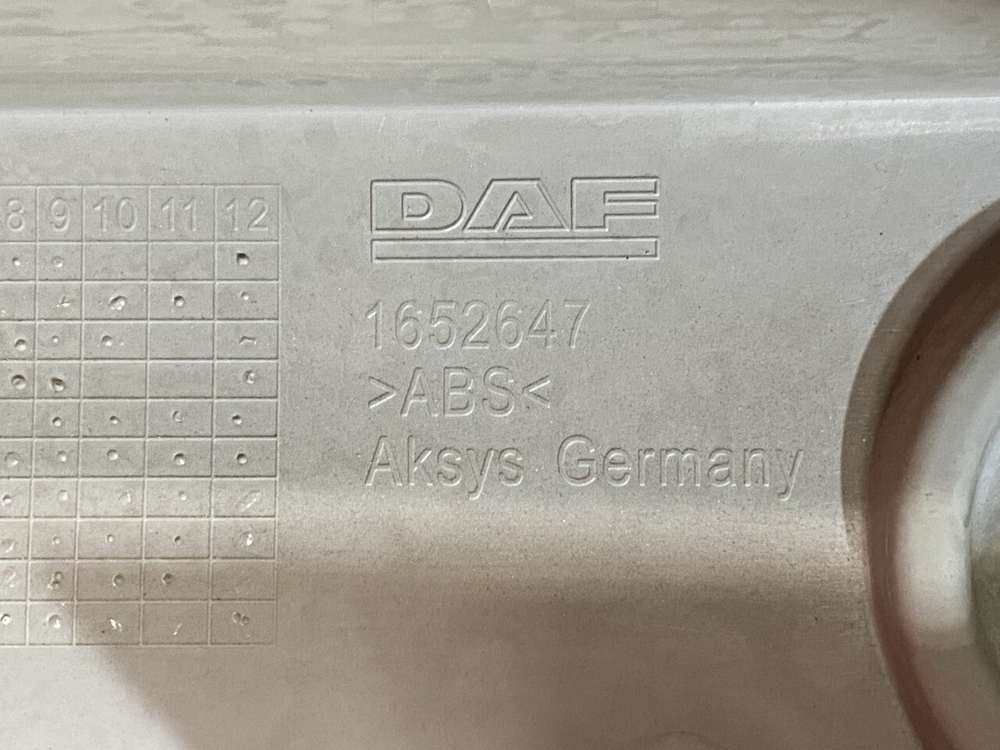 8 9 10 11 12
DAF
1652647
>ABS<
Aksys Germany